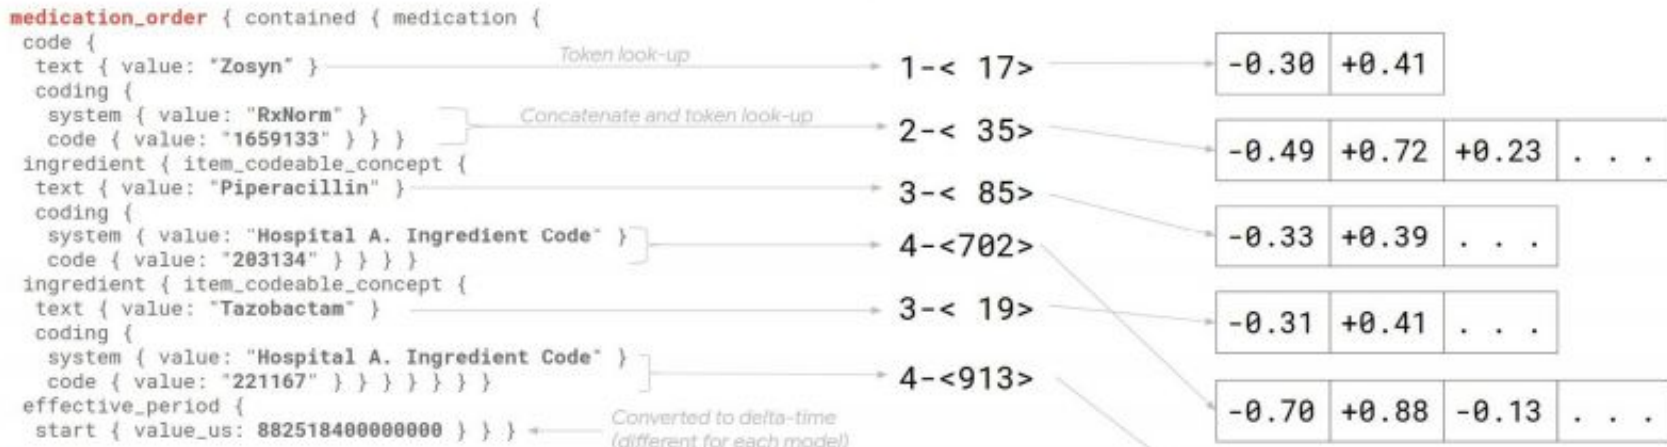 medication_order { contained { medication {
code {
text { value: "Zosyn" }
Token look-up
1-< 17>
-0.30 +0.41
coding {
system { value: "RxNorm" }
code { value: "1659133" } } }
Concatenate and token look-up
2-< 35>
-0.49 +0.72 +0.23 . . .
ingredient { item_codeable_concept {
text { value: "Piperacillin" }
3-< 85>
-0.33 +0.39 . . .
coding {
system { value: "Hospital A. Ingredient Code" }
code { value: "203134" } } } }
4-<702>
ingredient { item_codeable_concept {
text { value: "Tazobactam" }
3-< 19>
-0.31 +0.41 . . .
coding {
system { value: "Hospital A. Ingredient Code" }
code { value: "221167" } } } } } } }
4-<913>
-0.70 +0.88 -0.13 . . .
effective_period {
start { value_us: 882518400000000 } } }
Converted to delta-time
(different for each model)